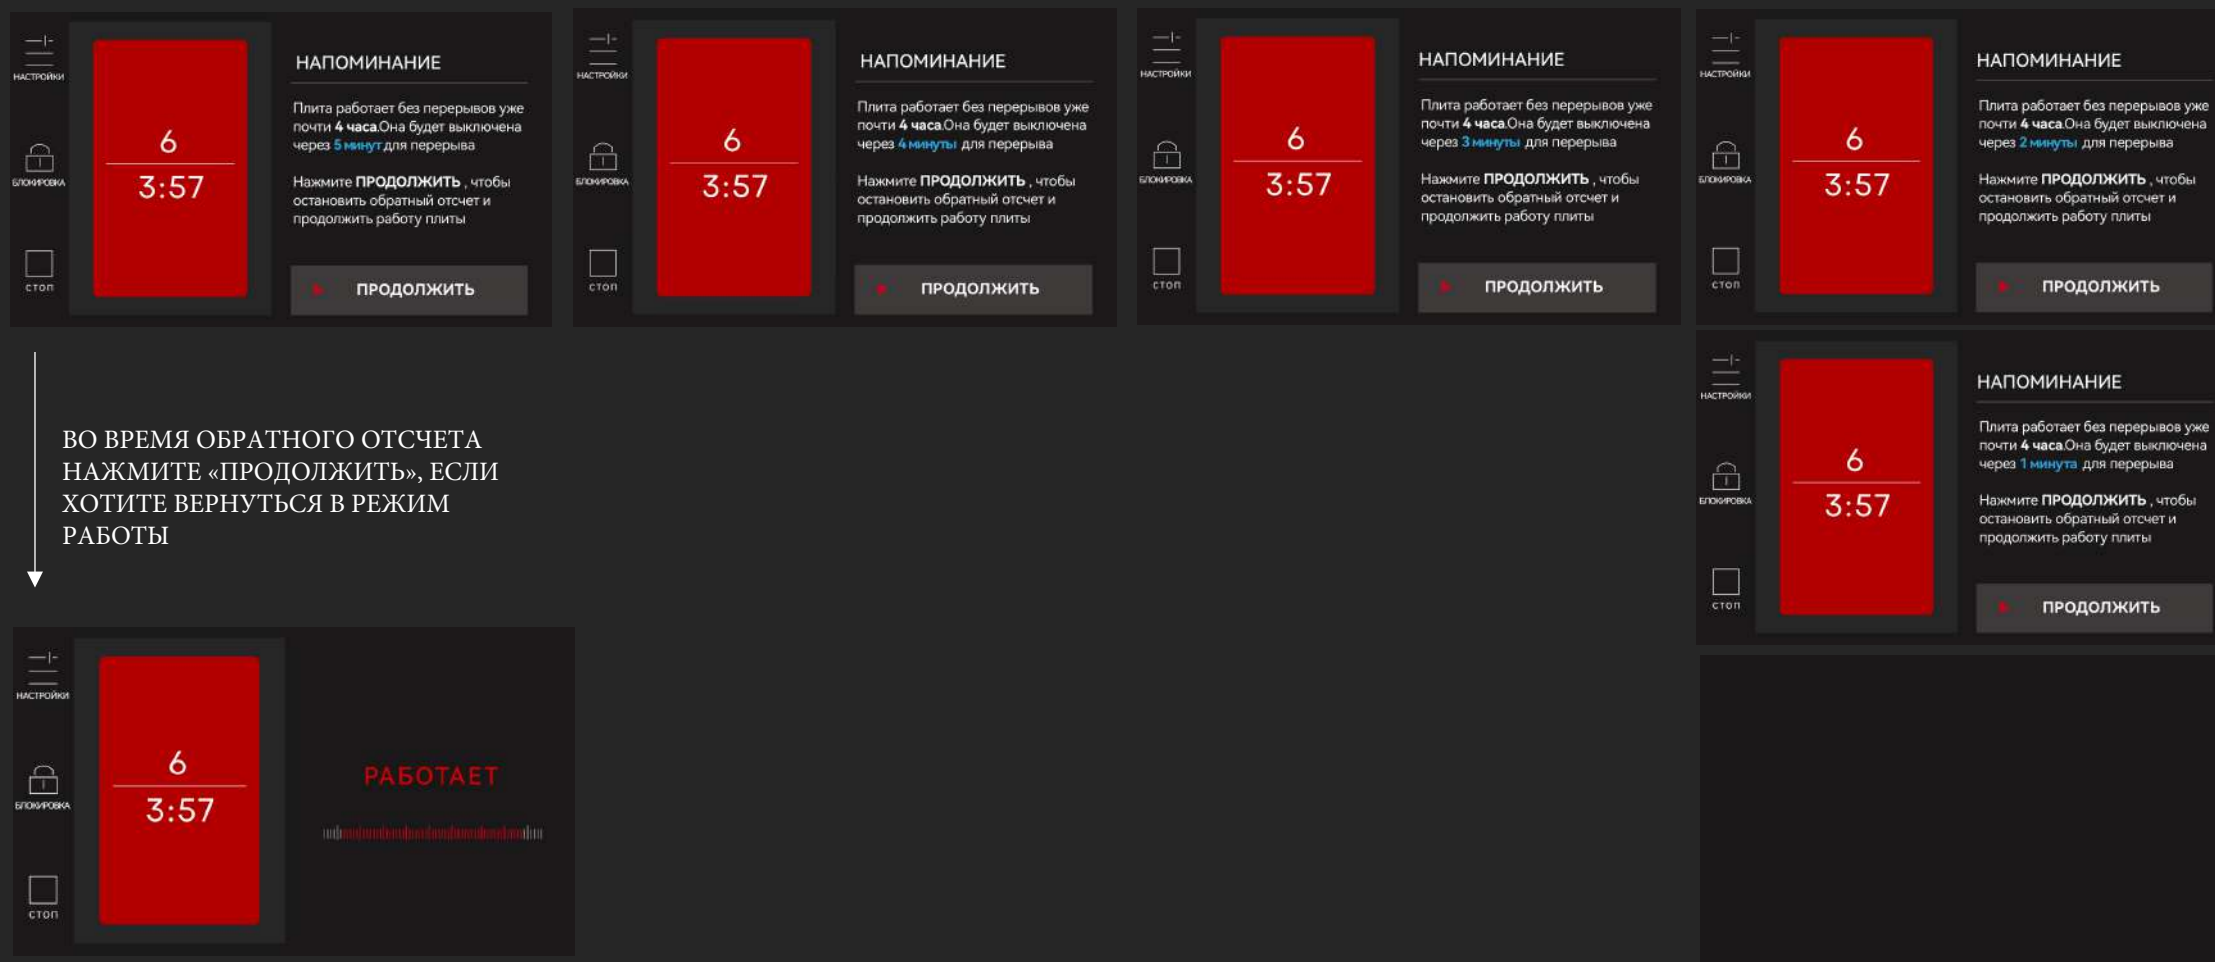 НАСТРОЙКИ
БЛОКИРОВКА
СТОП
6
3:57
НАПОМИНАНИЕ
Плита работает без перерывов уже
почти 4 часа.Она будет выключена
через 5 минут для перерыва
Нажмите ПРОДОЛЖИТЬ , чтобы
остановить обратный отсчет и
продолжить работу плиты
ПРОДОЛЖИТЬ
НАСТРОЙКИ
БЛОКИРОВКА
СТОП
6
3:57
НАПОМИНАНИЕ
Плита работает без перерывов уже
почти 4 часа.Она будет выключена
через 4 минуты для перерыва
Нажмите ПРОДОЛЖИТЬ , чтобы
остановить обратный отсчет и
продолжить работу плиты
ПРОДОЛЖИТЬ
НАСТРОЙКИ
БЛОКИРОВКА
СТОП
6
3:57
НАПОМИНАНИЕ
Плита работает без перерывов уже
почти 4 часа.Она будет выключена
через 3 минуты для перерыва
Нажмите ПРОДОЛЖИТЬ , чтобы
остановить обратный отсчет и
продолжить работу плиты
ПРОДОЛЖИТЬ
НАСТРОЙКИ
БЛОКИРОВКА
СТОП
6
3:57
НАПОМИНАНИЕ
Плита работает без перерывов уже
почти 4 часа.Она будет выключена
через 2 минуты для перерыва
Нажмите ПРОДОЛЖИТЬ , чтобы
остановить обратный отсчет и
продолжить работу плиты
ПРОДОЛЖИТЬ
НАСТРОЙКИ
БЛОКИРОВКА
СТОП
6
3:57
НАПОМИНАНИЕ
Плита работает без перерывов уже
почти 4 часа.Она будет выключена
через 1 минута для перерыва
Нажмите ПРОДОЛЖИТЬ , чтобы
остановить обратный отсчет и
продолжить работу плиты
ПРОДОЛЖИТЬ
ВО ВРЕМЯ ОБРАТНОГО ОТСЧЕТА
НАЖМИТЕ «ПРОДОЛЖИТЬ», ЕСЛИ
ХОТИТЕ ВЕРНУТЬСЯ В РЕЖИМ
РАБОТЫ
НАСТРОЙКИ
БЛОКИРОВКА
СТОП
6
3:57
РАБОТАЕТ